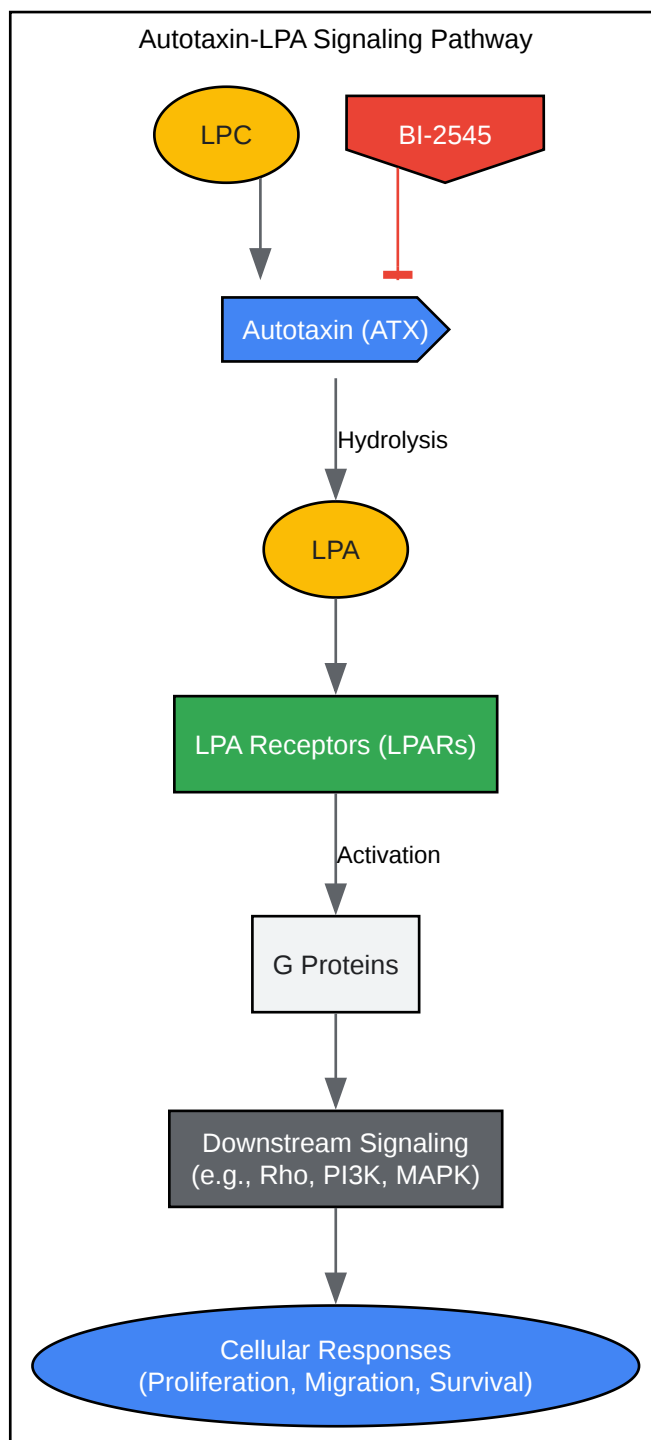 Autotaxin-LPA Signaling Pathway
LPC
BI-2545
Autotaxin (ATX)
Hydrolysis
LPA
LPA Receptors (LPARs)
Activation
G Proteins
Downstream Signaling
(e.g., Rho, PI3K, MAPK)
Cellular Responses
(Proliferation, Migration, Survival)